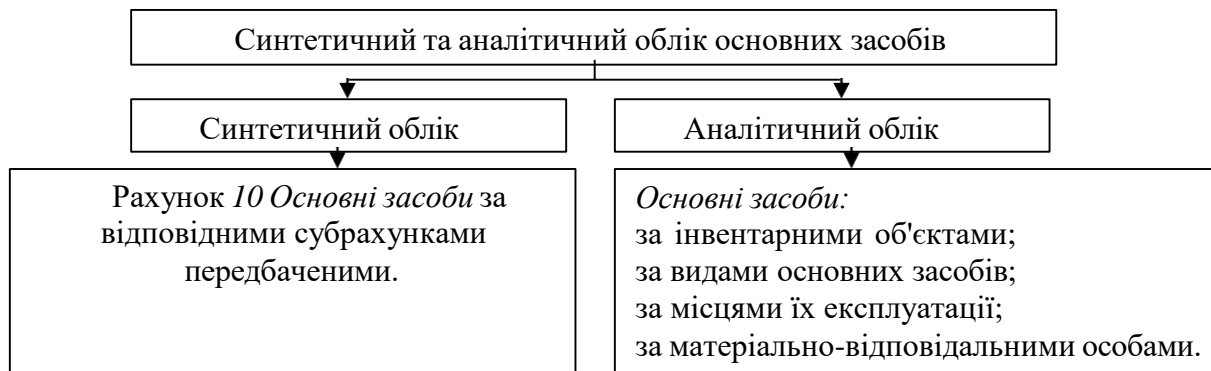 Синтетичний та аналітичний облік основних засобів
Синтетичний облік
Аналітичний облік
Рахунок 10 Основні засоби за
відповідними субрахунками
передбаченими.
Основні засоби:
за інвентарними об'єктами;
за видами основних засобів;
за місцями їх експлуатації;
за матеріально-відповідальними особами.